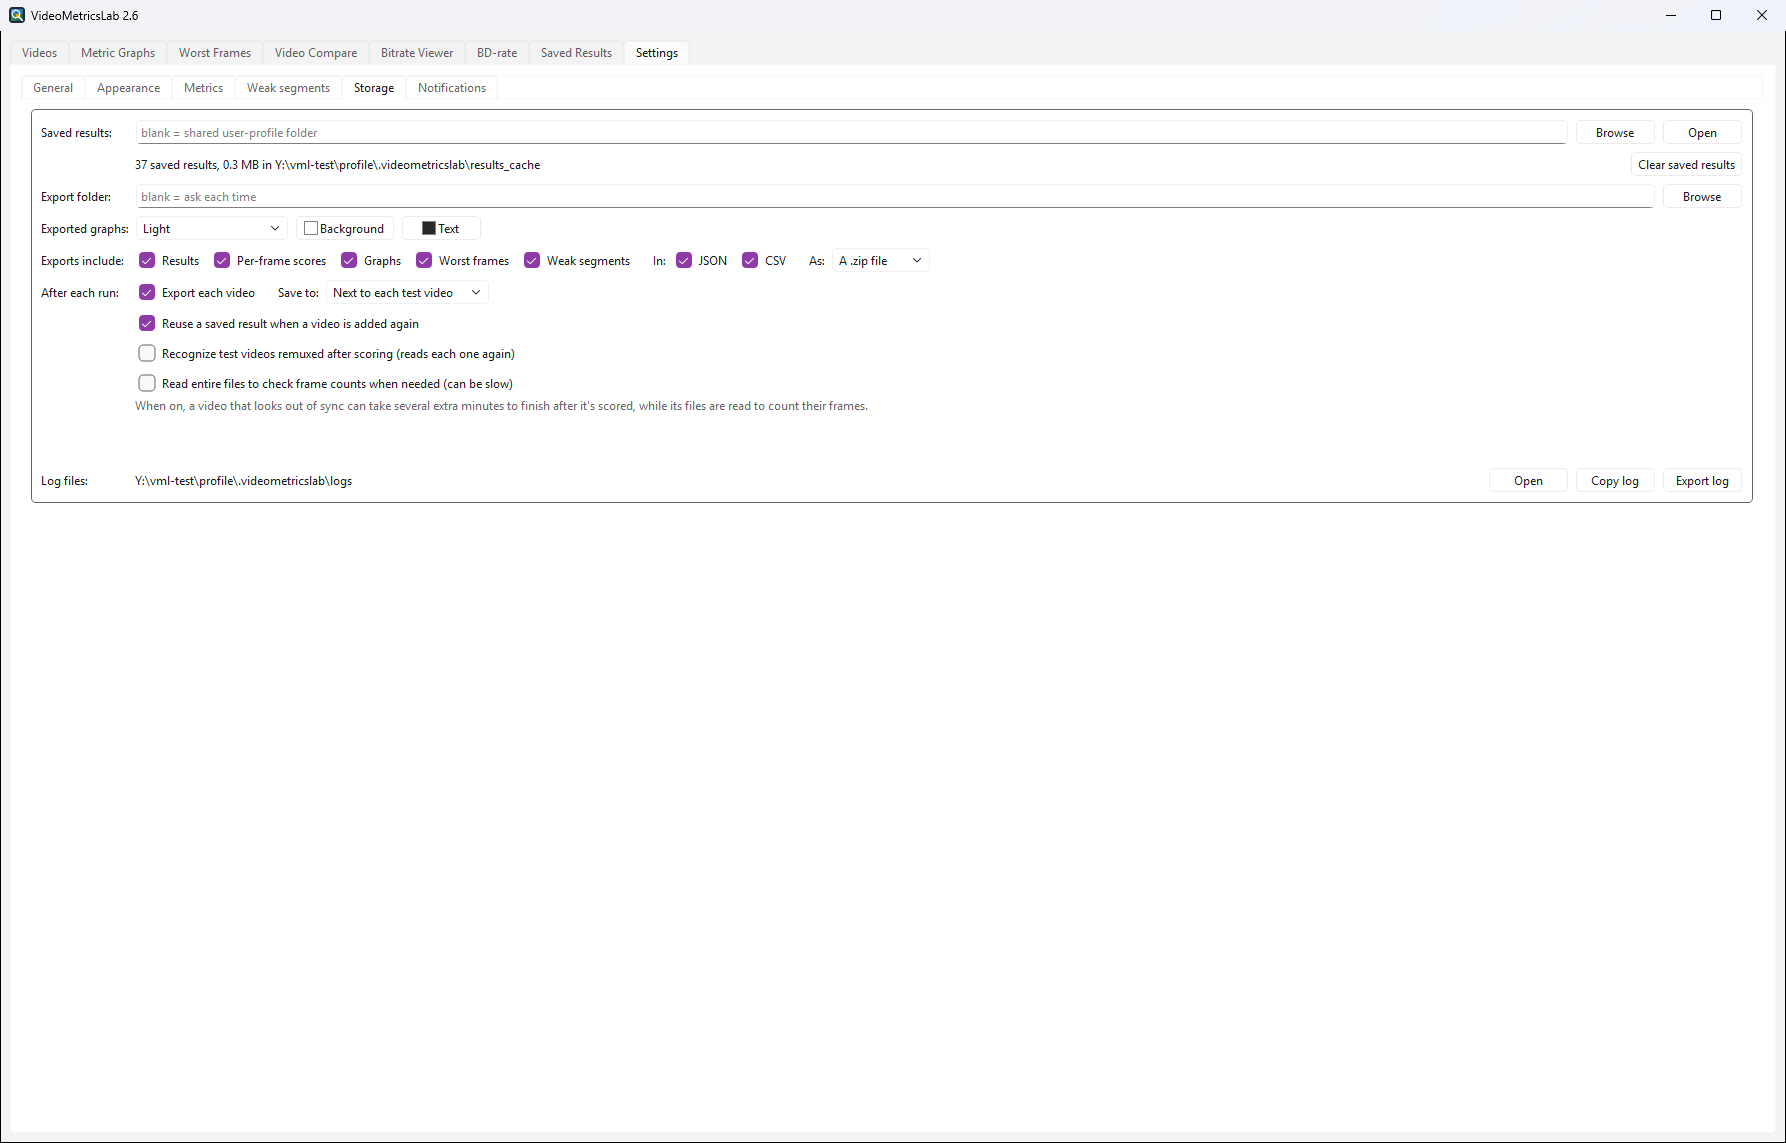 VideoMetricsLab 2.6
Videos Metric Graphs Worst Frames Video Compare Bitrate Viewer BD-rate Saved Results Settings
General Appearance Metrics Weak segments Storage Notifications
Saved results: blank = shared user-profile folder Browse Open
37 saved results, 0.3 MB in Y:\vml-test\profile\.videometricslab\results_cache Clear saved results
Export folder: blank = ask each time Browse
Exported graphs: Light Background Text
Exports include: Results Per-frame scores Graphs Worst frames Weak segments In: JSON CSV As: A .zip file
After each run: Export each video Save to: Next to each test video
Reuse a saved result when a video is added again
Recognize test videos remuxed after scoring (reads each one again)
Read entire files to check frame counts when needed (can be slow)
When on, a video that looks out of sync can take several extra minutes to finish after it's scored, while its files are read to count their frames.
Log files: Y:\vml-test\profile\.videometricslab\logs Open Copy log Export log